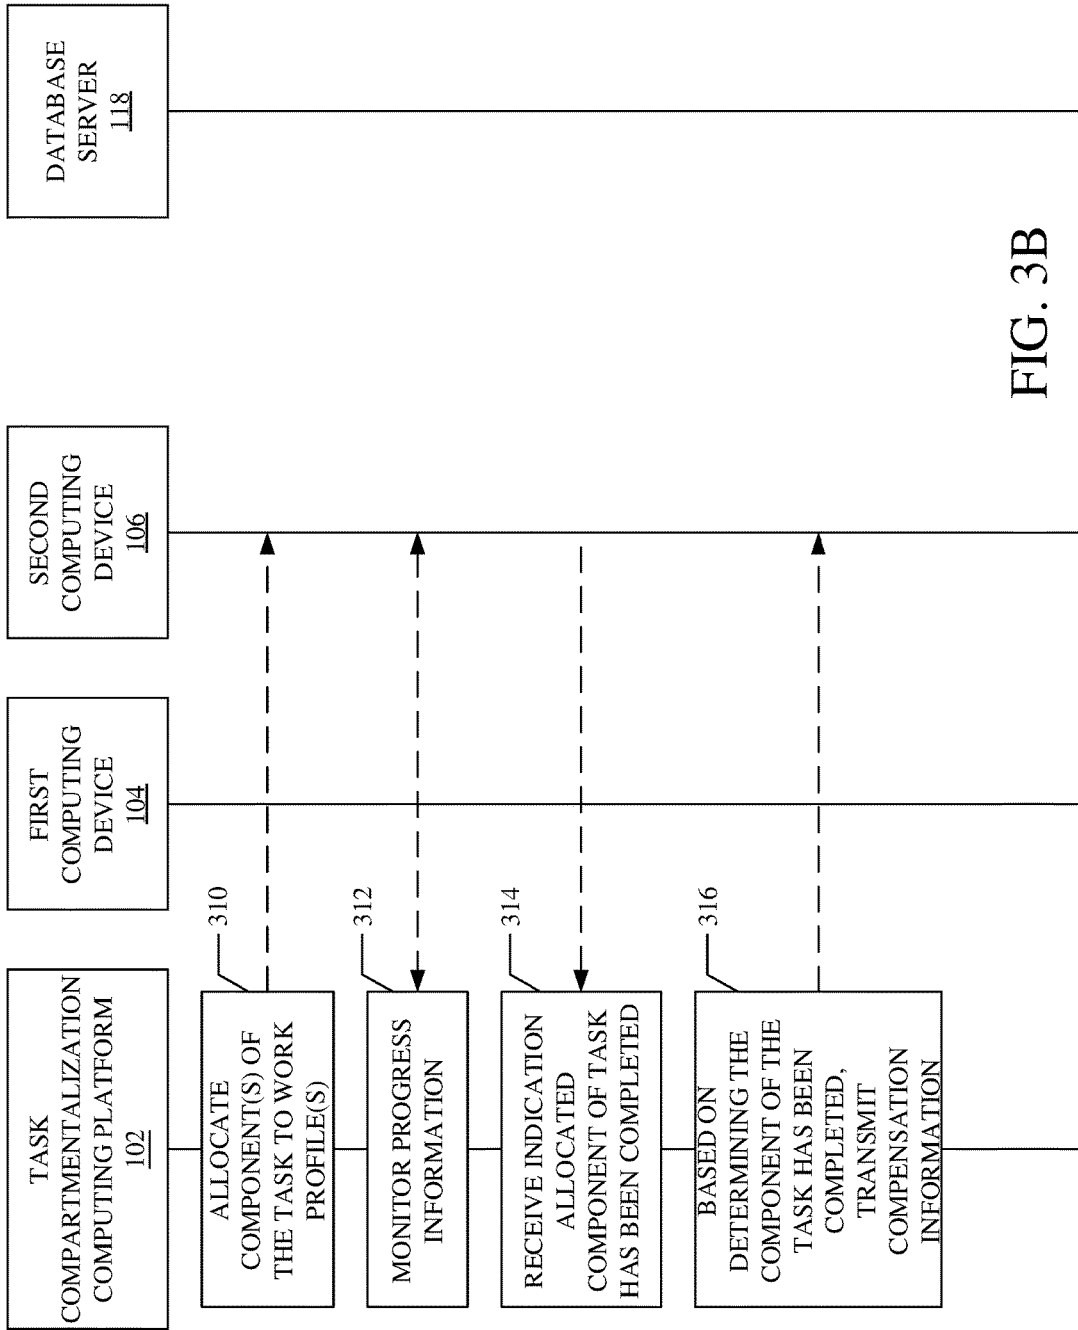 TASK
COMPARTMENTALIZATION
COMPUTING PLATFORM
102
FIRST
COMPUTING
DEVICE
104
SECOND
COMPUTING
DEVICE
106
DATABASE
SERVER
118
310
ALLOCATE
COMPONENT(S) OF
THE TASK TO WORK
PROFILE(S)
312
MONITOR PROGRESS
INFORMATION
314
RECEIVE INDICATION
ALLOCATED
COMPONENT OF TASK
HAS BEEN COMPLETED
316
BASED ON
DETERMINING THE
COMPONENT OF THE
TASK HAS BEEN
COMPLETED,
TRANSMIT
COMPENSATION
INFORMATION
FIG. 3B